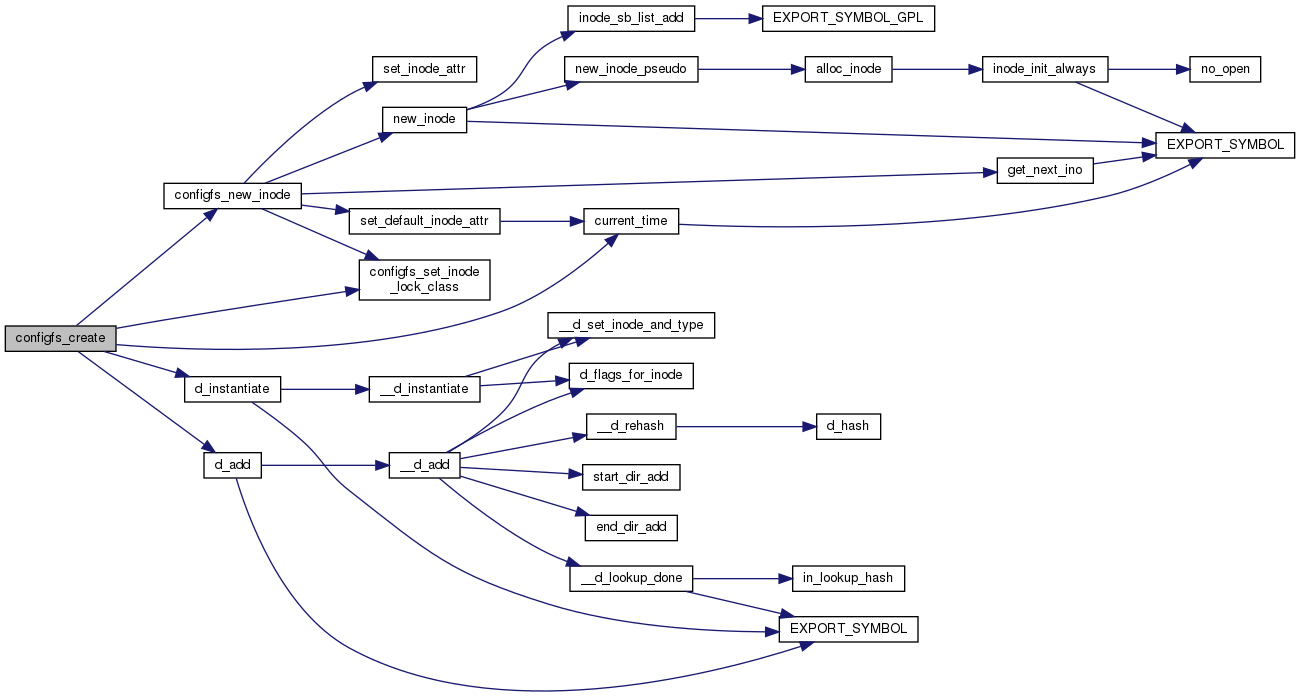 inode_sb_list_add
EXPORT_SYMBOL_GPL
set_inode_attr
new_inode_pseudo
alloc_inode
inode_init_always
no_open
new_inode
EXPORT_SYMBOL
get_next_ino
configfs_new_inode
set_default_inode_attr
current_time
configfs_set_inode
_lock_class
configfs_create
__d_set_inode_and_type
d_instantiate
__d_instantiate
d_flags_for_inode
__d_rehash
d_hash
d_add
__d_add
start_dir_add
end_dir_add
__d_lookup_done
in_lookup_hash
EXPORT_SYMBOL